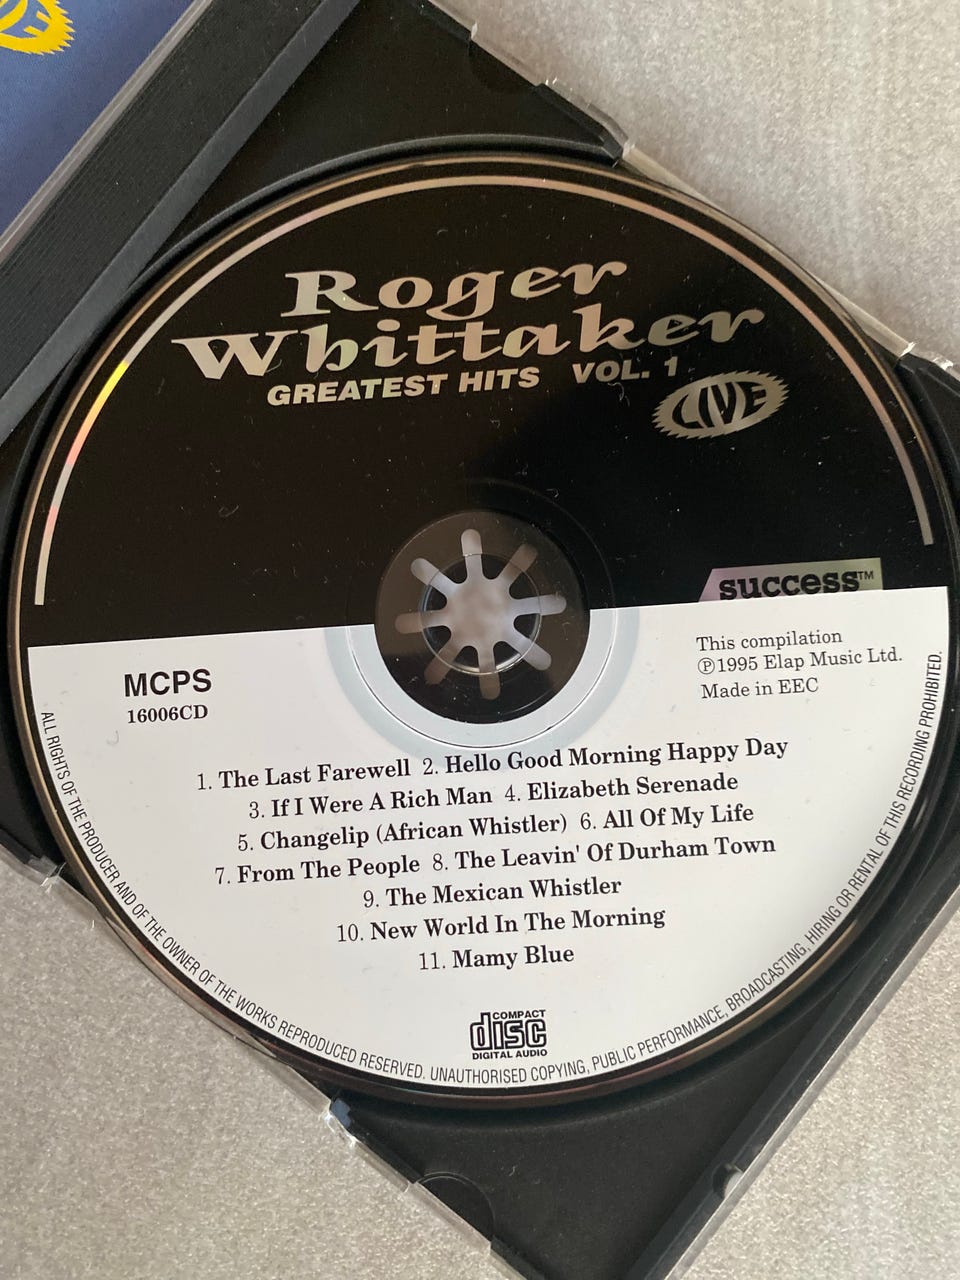 Roger
Whittaker
GREATEST HITS VOL. 1
LIVE
success™
MCPS
16006CD
This compilation
℗1995 Elap Music Ltd.
Made in EEC
1. The Last Farewell 2. Hello Good Morning Happy Day
3. If I Were A Rich Man 4. Elizabeth Serenade
5. Changelip (African Whistler) 6. All Of My Life
7. From The People 8. The Leavin' Of Durham Town
9. The Mexican Whistler
10. New World In The Morning
11. Mamy Blue
COMPACT
disc
DIGITAL AUDIO
ALL RIGHTS OF THE PRODUCER AND OF THE OWNER OF THE WORKS REPRODUCED RESERVED. UNAUTHORISED COPYING, PUBLIC PERFORMANCE, BROADCASTING, HIRING OR RENTAL OF THIS RECORDING PROHIBITED.